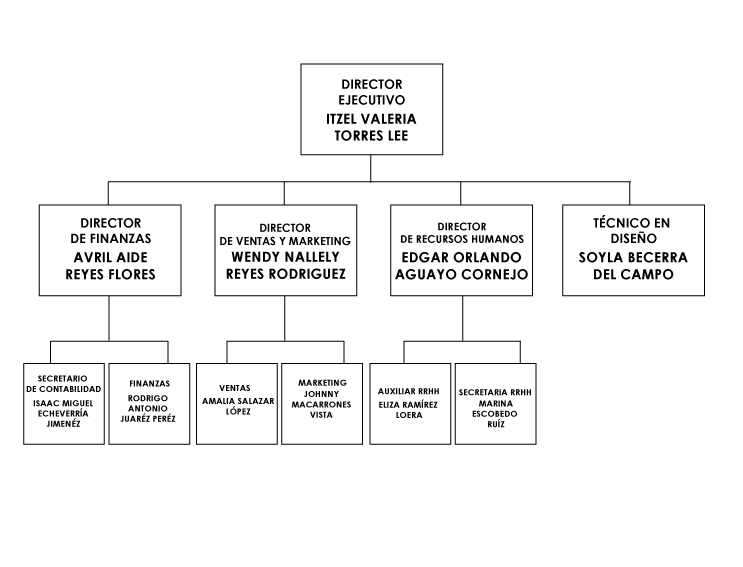 DIRECTOR
EJECUTIVO
ITZEL VALERIA
TORRES LEE
DIRECTOR
DE FINANZAS
AVRIL AIDE
REYES FLORES
DIRECTOR
DE VENTAS Y MARKETING
WENDY NALLELY
REYES RODRIGUEZ
DIRECTOR
DE RECURSOS HUMANOS
EDGAR ORLANDO
AGUAYO CORNEJO
TÉCNICO EN
DISEÑO
SOYLA BECERRA
DEL CAMPO
SECRETARIO
DE CONTABILIDAD
ISAAC MIGUEL
ECHEVERRÍA
JIMENÉZ
FINANZAS
RODRIGO
ANTONIO
JUARÉZ PERÉZ
VENTAS
AMALIA SALAZAR
LÓPEZ
MARKETING
JOHNNY
MACARRONES
VISTA
AUXILIAR RRHH
ELIZA RAMÍREZ
LOERA
SECRETARIA RRHH
MARINA
ESCOBEDO
RUÍZ